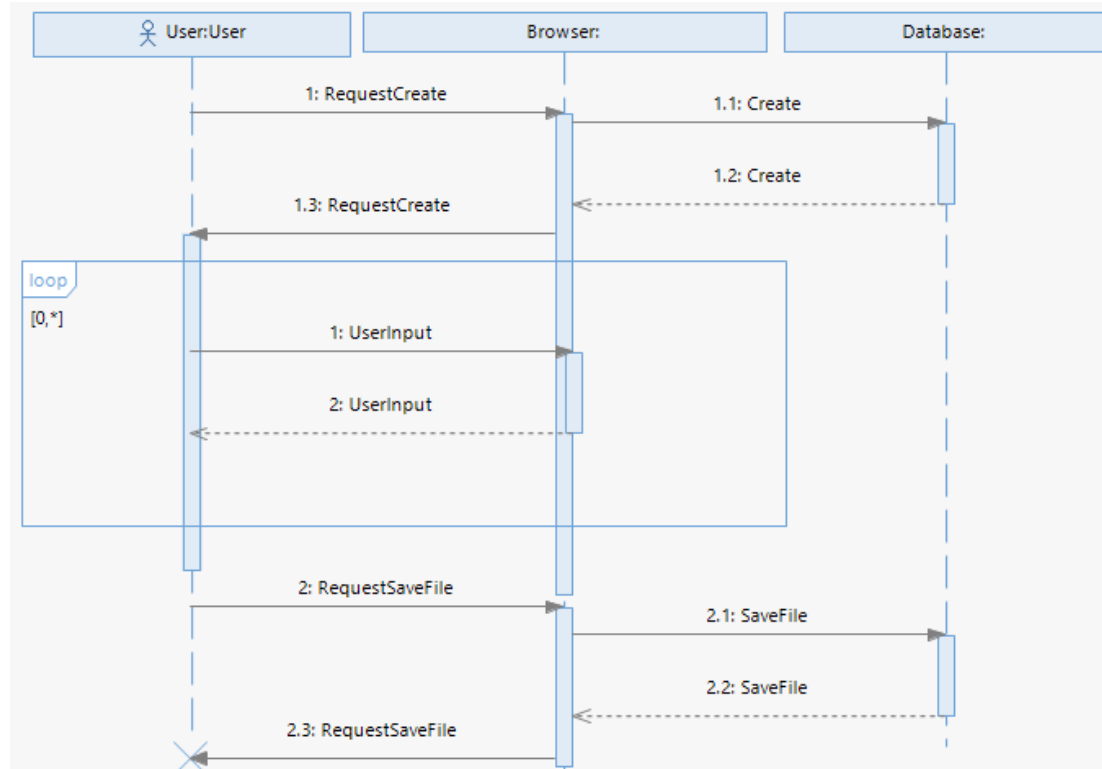 User:User
Browser:
Database:
1: RequestCreate
1.1: Create
1.2: Create
1.3: RequestCreate
loop
[0,*]
1: UserInput
2: UserInput
2: RequestSaveFile
2.1: SaveFile
2.2: SaveFile
2.3: RequestSaveFile